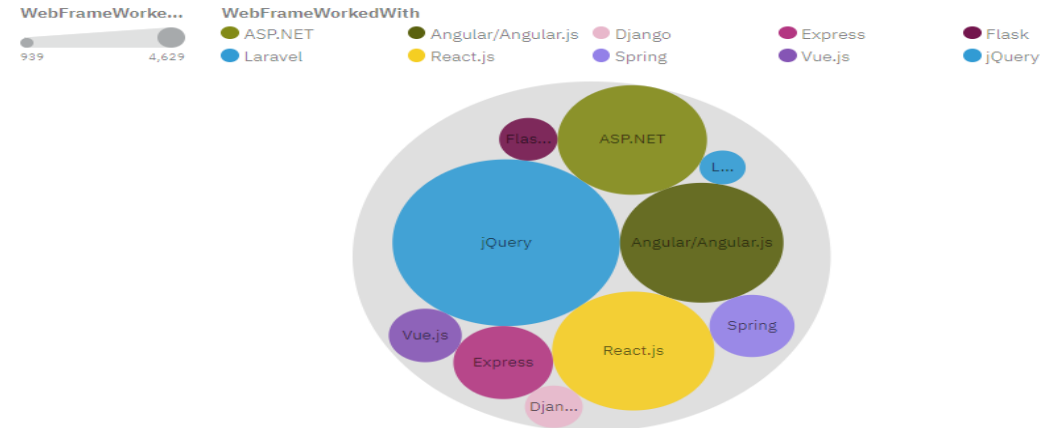 WebFrameWorke... WebFrameWorkedWith
ASP.NET Angular/Angular.js Django Express Flask
Laravel React.js Spring Vue.js jQuery
939 4,629
Flas... ASP.NET
L...
jQuery Angular/Angular.js
Vue.js Spring
React.js
Express
Djan...